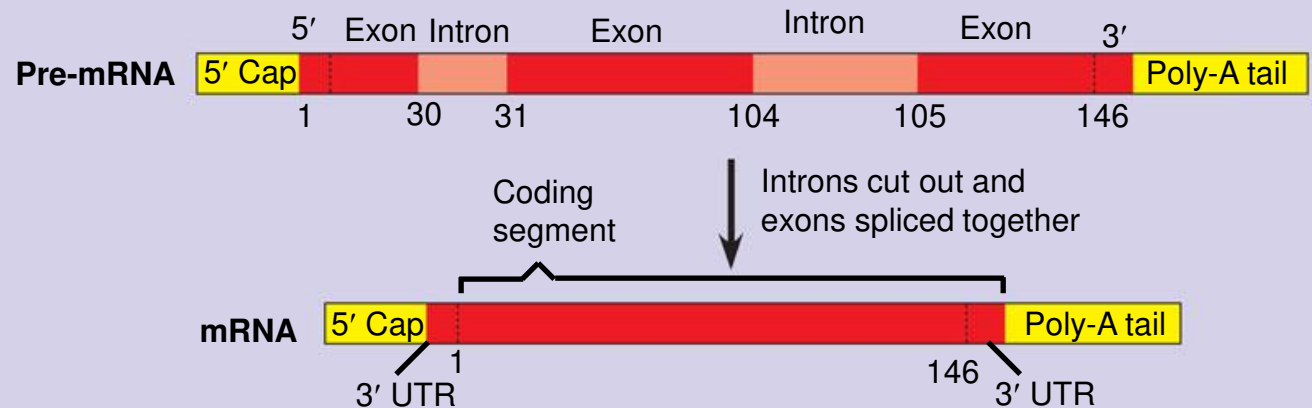 5′ Exon Intron Exon Intron Exon 3′
Pre-mRNA 5′ Cap Poly-A tail
1 30 31 104 105 146
Coding
segment
Introns cut out and
exons spliced together
mRNA 5′ Cap Poly-A tail
1 146
3′ UTR 3′ UTR